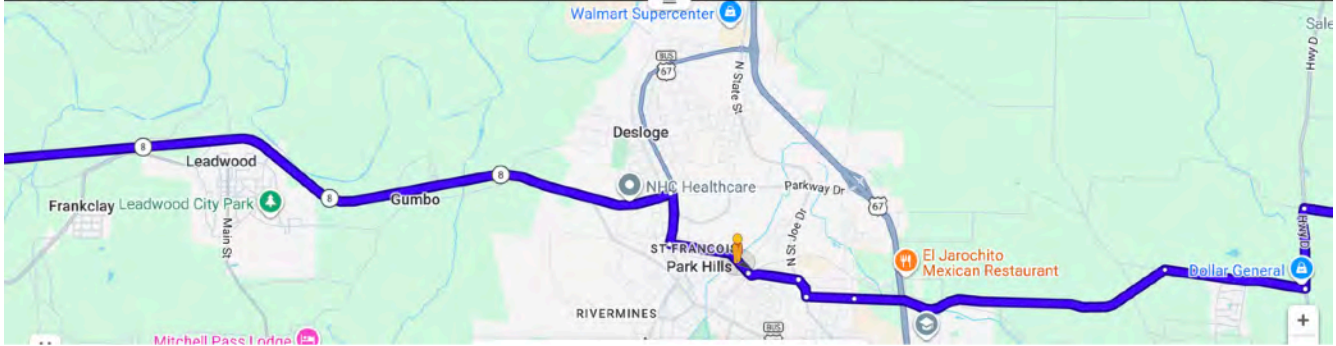 Walmart Supercenter
Sale
BUS
67
N State St
Hwy D
Desloge
8
Leadwood
NHC Healthcare
Parkway Dr
8
8
Gumbo
67
Frankclay
Leadwood City Park
Main St
N St Joe Dr
Hwy D
ST FRANCOIS
Park Hills
El Jarochito
Mexican Restaurant
Dollar General
RIVERMINES
BUS
+
Mitchell Pass Lodge